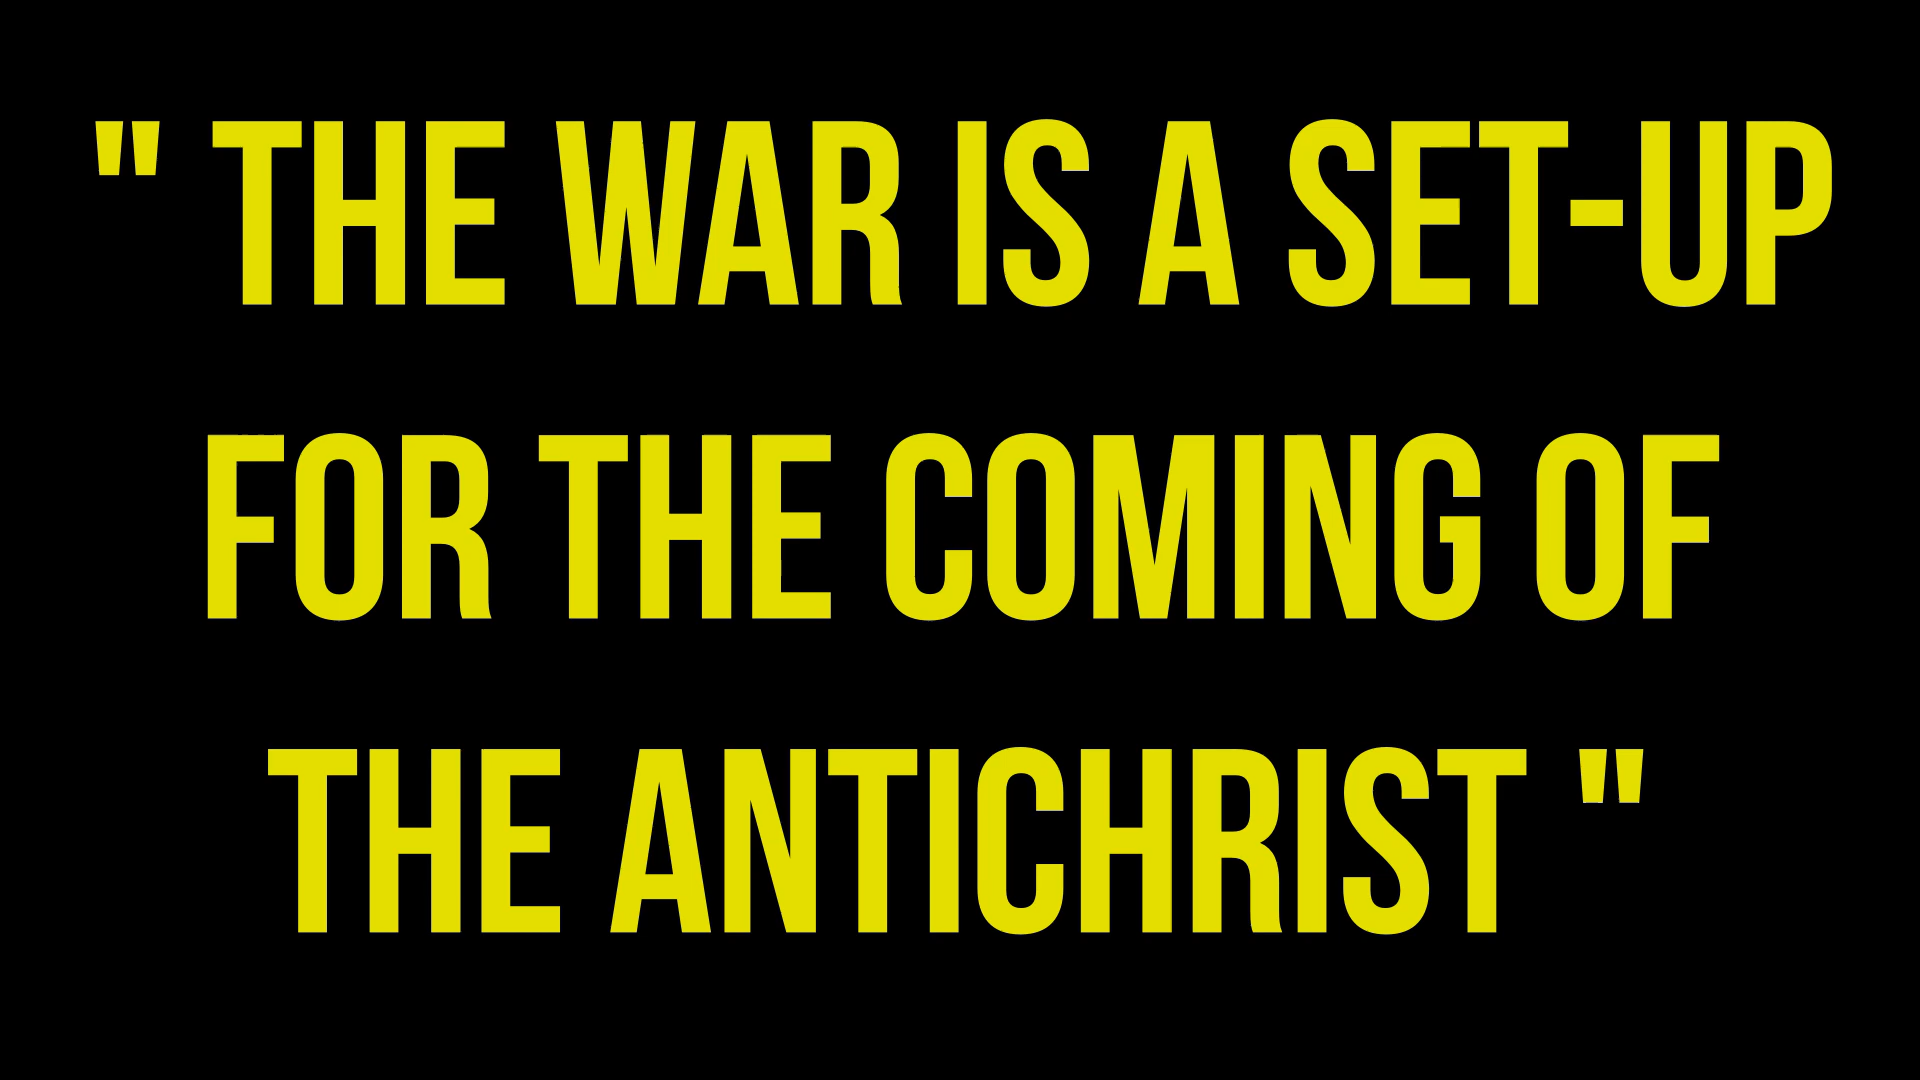 " THE WAR IS A SET-UP
FOR THE COMING OF
THE ANTICHRIST "